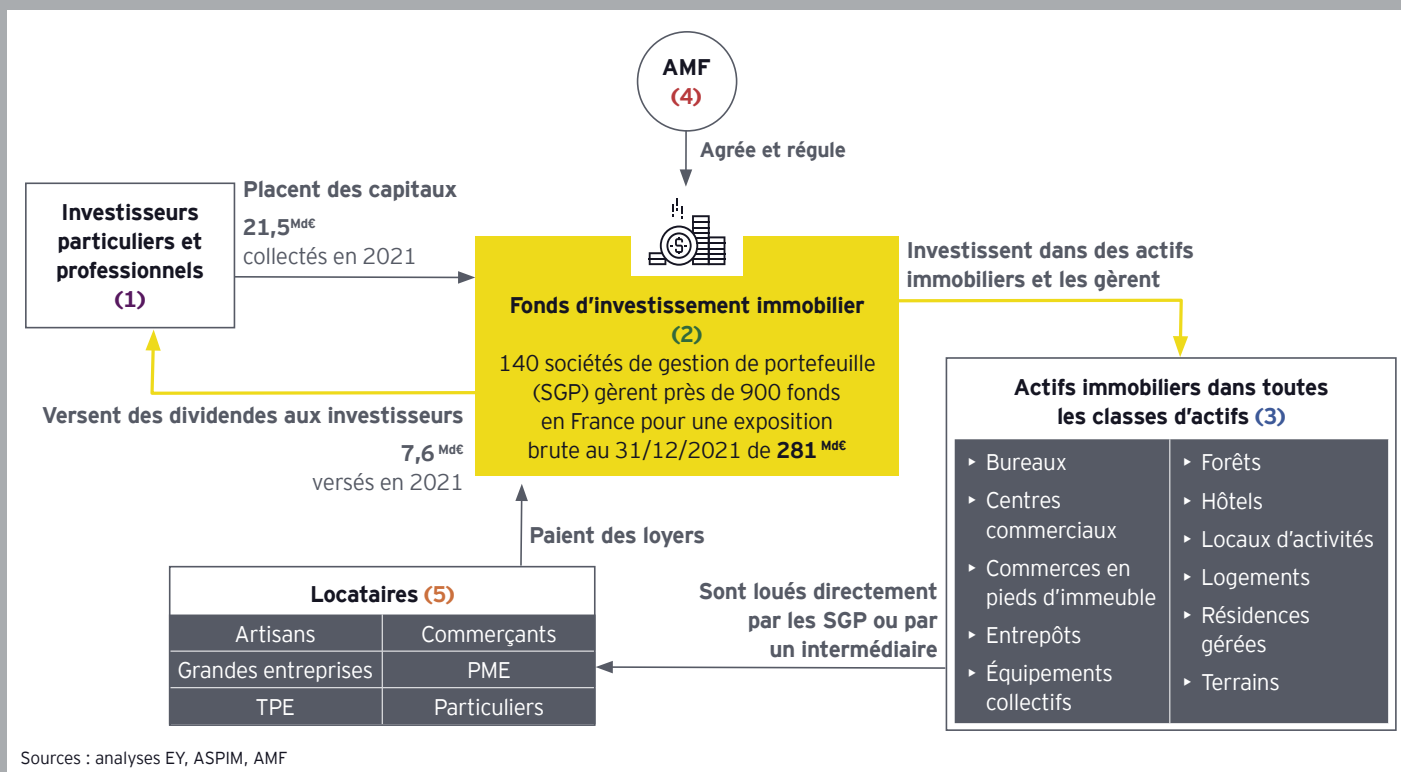 AMF
(4)
Agrée et régule
Investisseurs
particuliers et
professionnels
(1)
Placent des capitaux
21,5 Md€
collectés en 2021
Fonds d'investissement immobilier
(2)
140 sociétés de gestion de portefeuille
(SGP) gèrent près de 900 fonds
en France pour une exposition
brute au 31/12/2021 de 281 Md€
Investissent dans des actifs
immobiliers et les gèrent
Versent des dividendes aux investisseurs
7,6 Md€
versés en 2021
Actifs immobiliers dans toutes
les classes d'actifs (3)
▸ Bureaux
▸ Centres
commerciaux
▸ Commerces en
pieds d'immeuble
▸ Entrepôts
▸ Équipements
collectifs
▸ Forêts
▸ Hôtels
▸ Locaux d'activités
▸ Logements
▸ Résidences
gérées
▸ Terrains
Sont loués directement
par les SGP ou par
un intermédiaire
Paient des loyers
Locataires (5)
Artisans
Commerçants
Grandes entreprises
PME
TPE
Particuliers
Sources : analyses EY, ASPIM, AMF